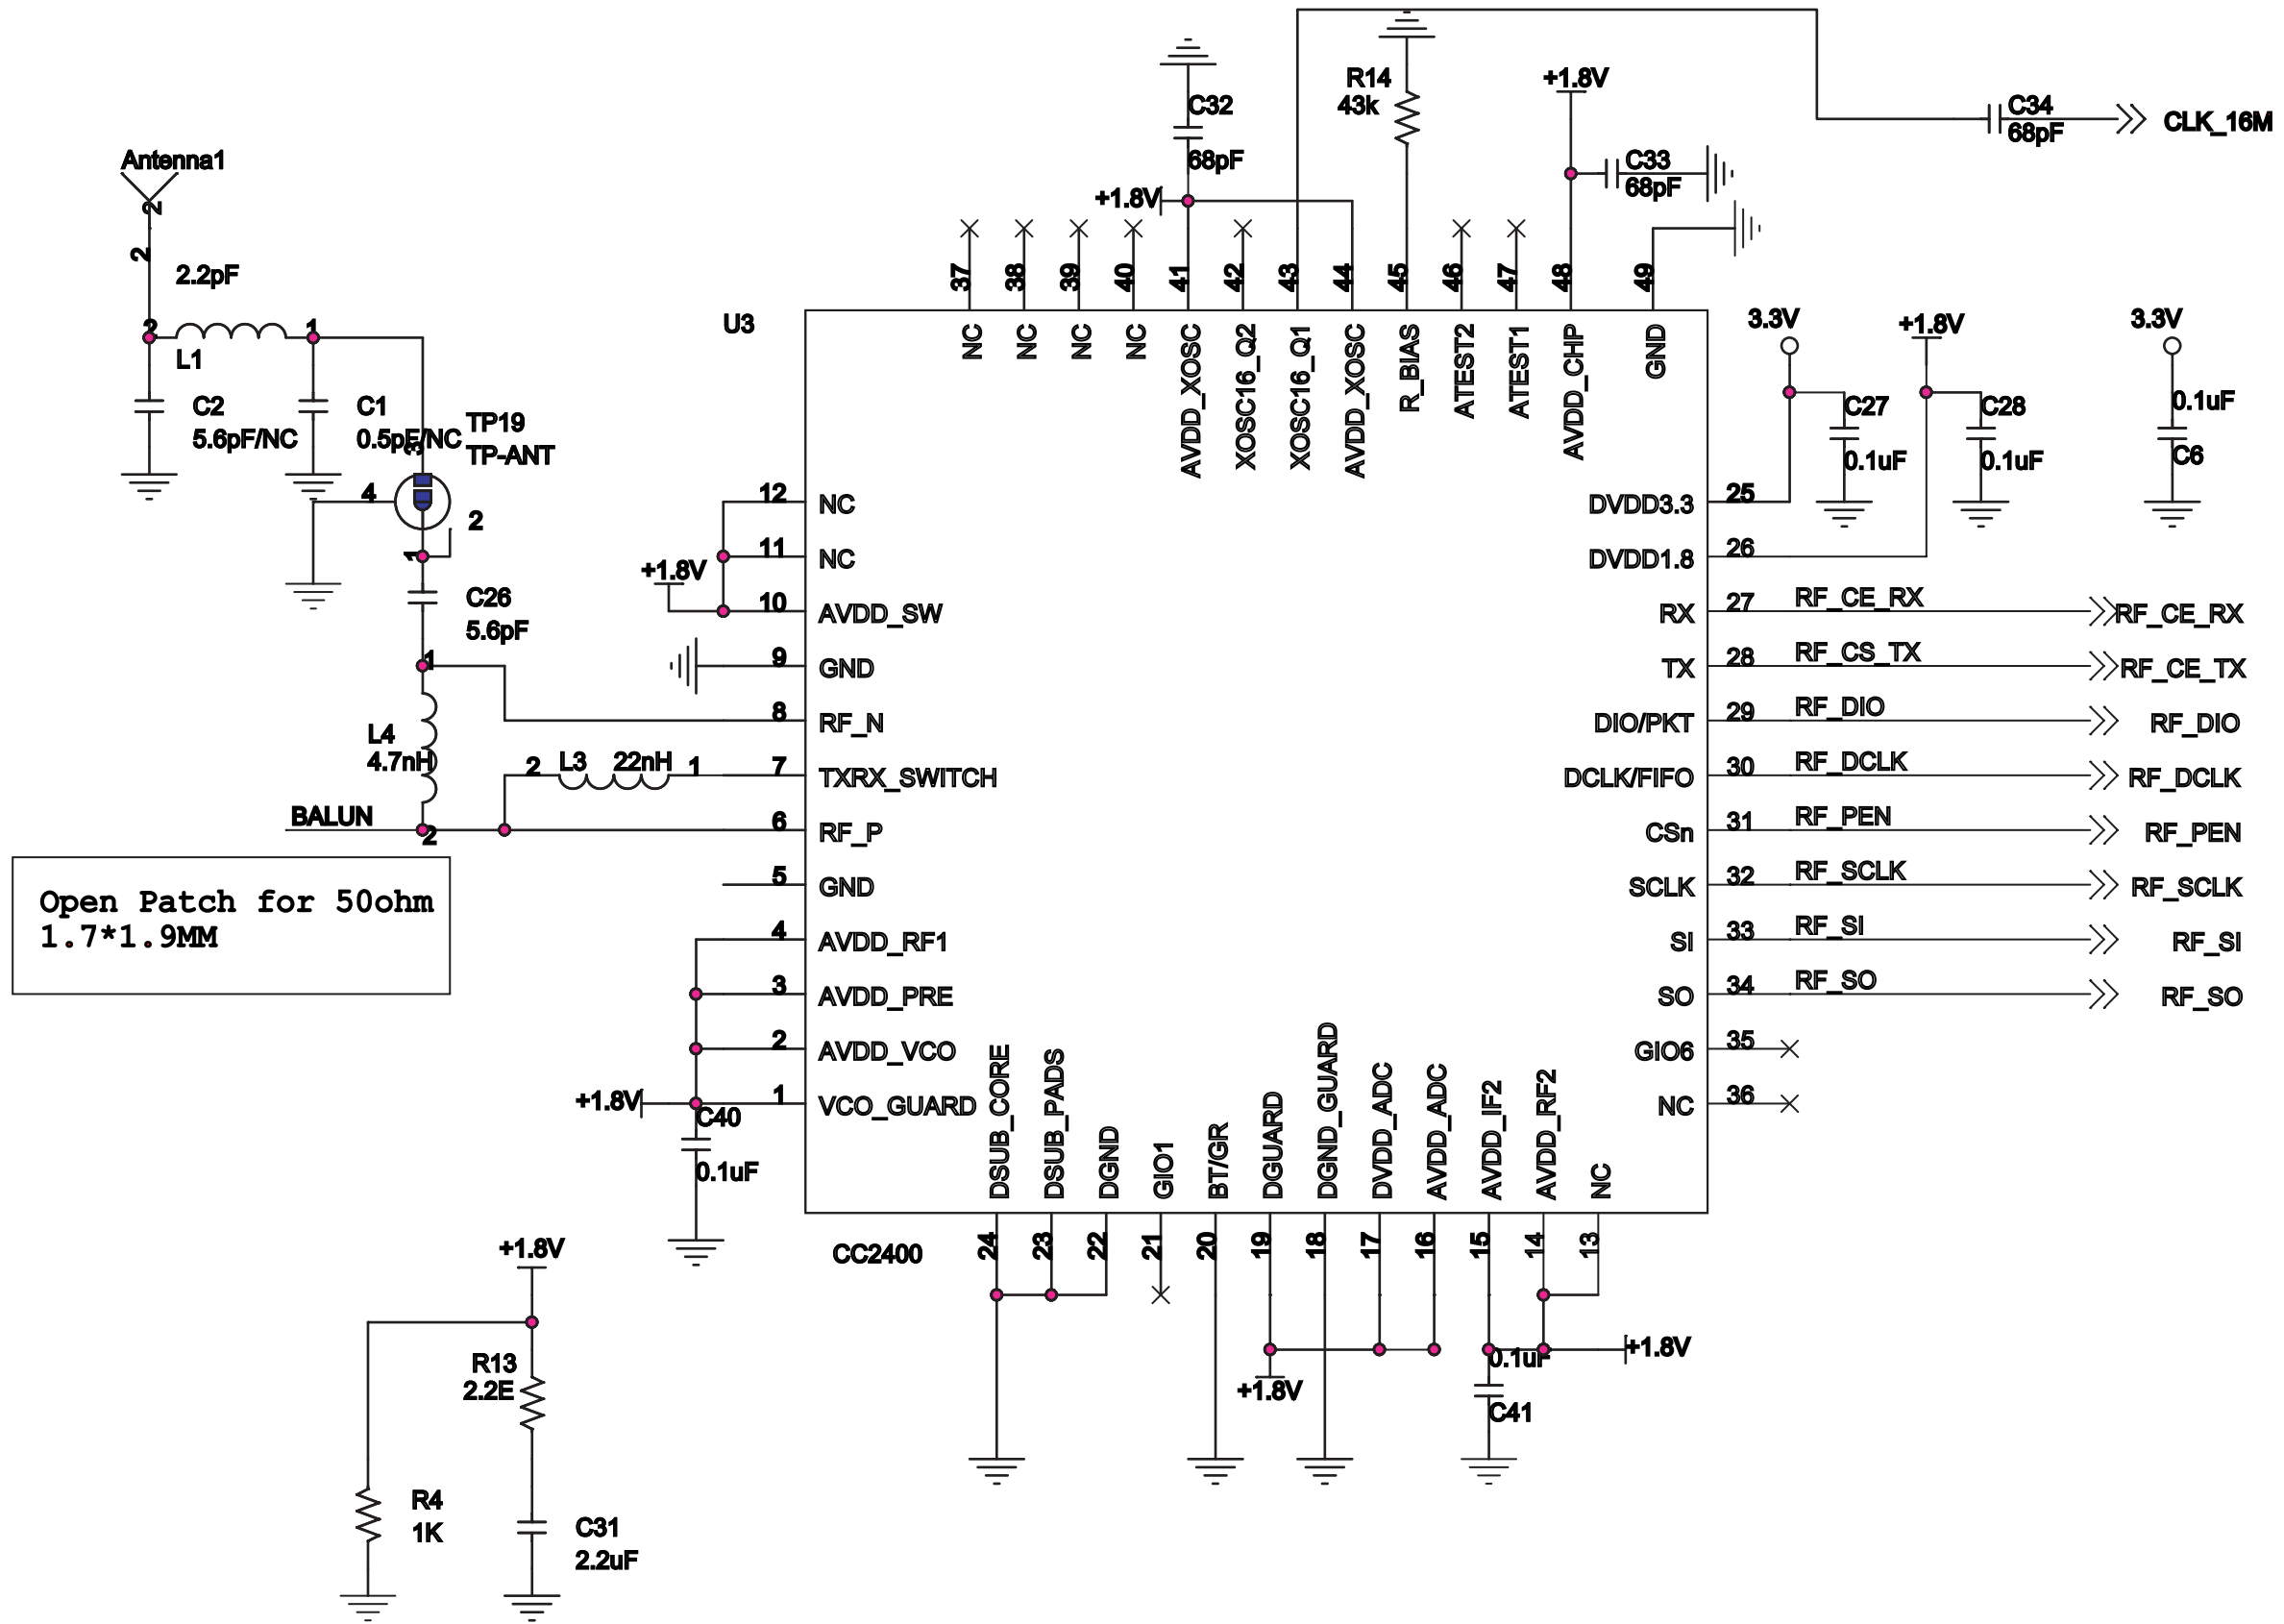 R14
43k
+1.8V
C32
68pF
C34
68pF
CLK_16M
Antenna1
2
2
2.2pF
2
1
L1
C2
5.6pF/NC
C1
0.5pF/NC
3
TP19
TP-ANT
4
2
1
C26
5.6pF
1
L4
4.7nH
2
L3
22nH
1
BALUN
2
Open Patch for 50ohm
1.7*1.9MM
+1.8V
C33
68pF
37
38
39
40
41
42
43
44
45
46
47
48
49
U3
NC
NC
NC
NC
AVDD_XOSC
XOSC16_Q2
XOSC16_Q1
AVDD_XOSC
R_BIAS
ATEST2
ATEST1
AVDD_CHP
GND
3.3V
+1.8V
3.3V
C27
0.1uF
C28
0.1uF
0.1uF
C6
+1.8V
12
NC
11
NC
10
AVDD_SW
9
GND
8
RF_N
7
TXRX_SWITCH
6
RF_P
5
GND
4
AVDD_RF1
3
AVDD_PRE
2
AVDD_VCO
+1.8V
1
VCO_GUARD
C40
0.1uF
DVDD3.3
25
DVDD1.8
26
RX
27
RF_CE_RX
RF_CE_RX
TX
28
RF_CS_TX
RF_CE_TX
DIO/PKT
29
RF_DIO
RF_DIO
DCLK/FIFO
30
RF_DCLK
RF_DCLK
CSn
31
RF_PEN
RF_PEN
SCLK
32
RF_SCLK
RF_SCLK
SI
33
RF_SI
RF_SI
SO
34
RF_SO
RF_SO
GIO6
35
NC
36
DSUB_CORE
DSUB_PADS
DGND
GIO1
BT/GR
DGUARD
DGND_GUARD
DVDD_ADC
AVDD_ADC
AVDD_IF2
AVDD_RF2
NC
CC2400
24
23
22
21
20
19
18
17
16
15
14
13
+1.8V
0.1uF
+1.8V
C41
+1.8V
R13
2.2E
R4
1K
C31
2.2uF